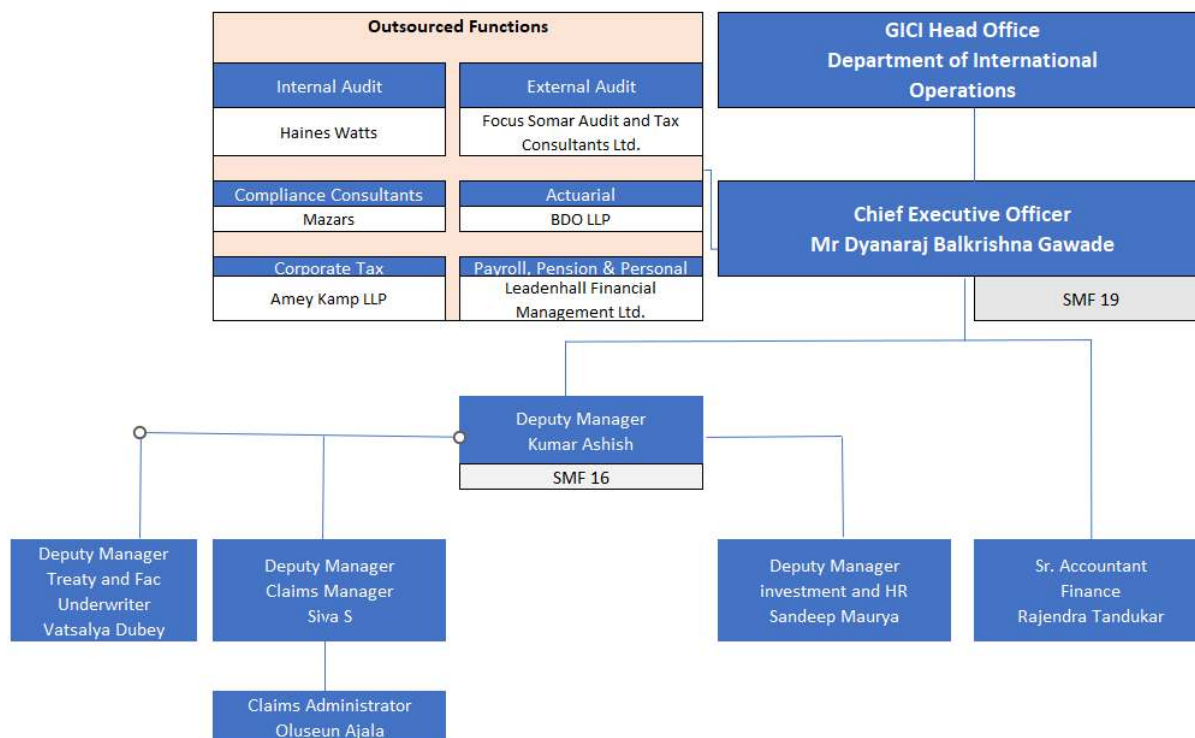 Outsourced Functions
Internal Audit
Haines Watts
External Audit
Focus Somar Audit and Tax
Consultants Ltd.
Compliance Consultants
Mazars
Actuarial
BDO LLP
Corporate Tax
Amey Kamp LLP
Payroll, Pension & Personal
Leadenhall Financial
Management Ltd.
GICI Head Office
Department of International
Operations
Chief Executive Officer
Mr Dyanaraj Balkrishna Gawade
SMF 19
Deputy Manager
Kumar Ashish
SMF 16
Deputy Manager
Treaty and Fac
Underwriter
Vatsalya Dubey
Deputy Manager
Claims Manager
Siva S
Deputy Manager
investment and HR
Sandeep Maurya
Sr. Accountant
Finance
Rajendra Tandukar
Claims Administrator
Oluseun Ajala